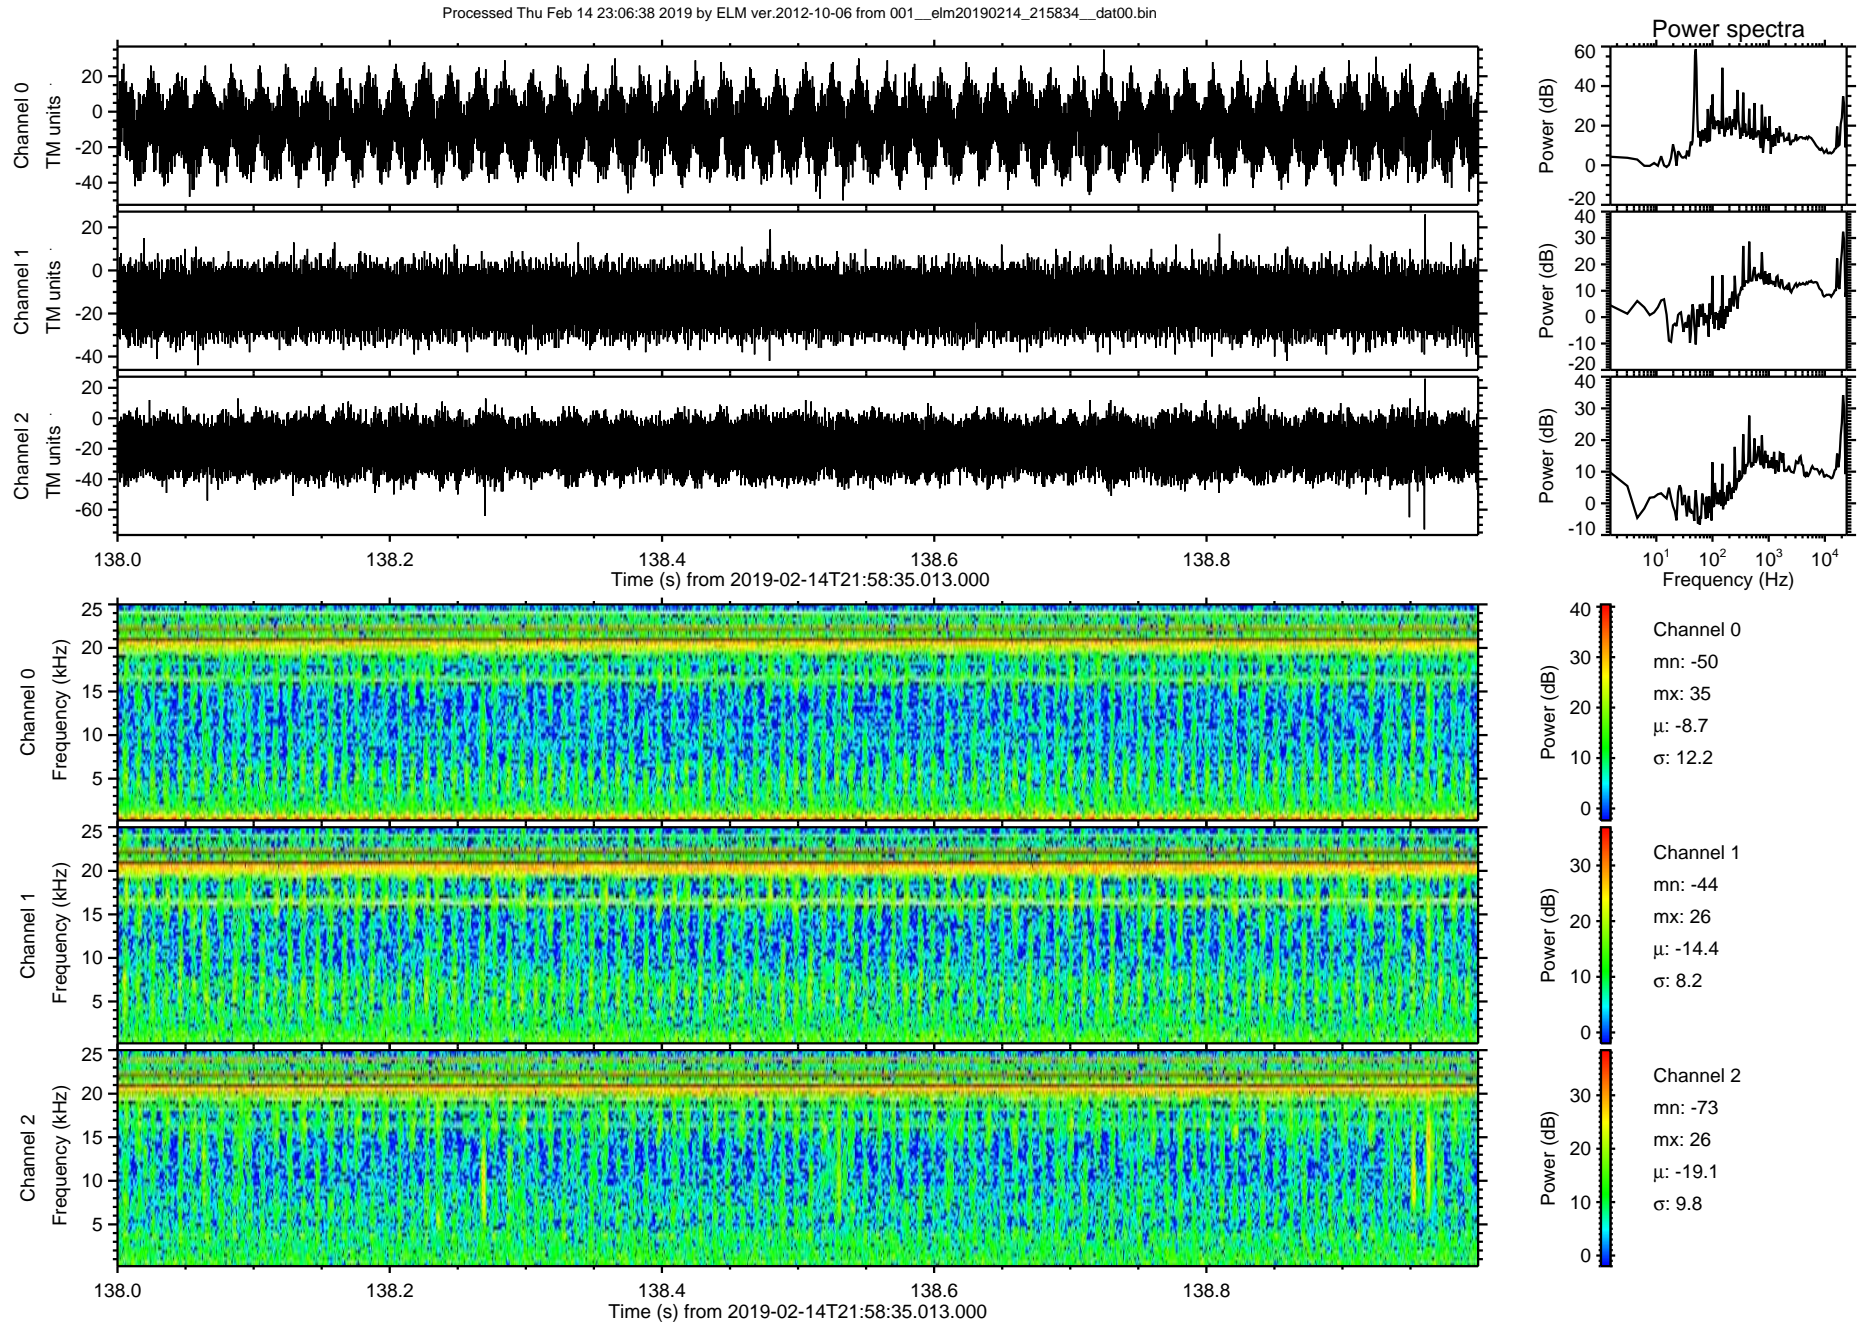 Processed Thu Feb 14 23:06:38 2019 by ELM ver.2012-10-06 from 001__elm20190214_215834__dat00.bin
Power spectra
Channel 0
TM units
20
0
-20
-40
Power (dB)
60
40
20
0
-20
Channel 1
TM units
20
0
-20
-40
Power (dB)
40
30
20
10
0
-10
-20
Channel 2
TM units
20
0
-20
-40
-60
Power (dB)
40
30
20
10
0
-10
138.0 138.2 138.4 138.6 138.8
Time (s) from 2019-02-14T21:58:35.013.000
10^1 10^2 10^3 10^4
Frequency (Hz)
Channel 0
Frequency (kHz)
25
20
15
10
5
Power (dB)
40
30
20
10
0
Channel 0
mn: -50
mx: 35
μ: -8.7
σ: 12.2
Channel 1
Frequency (kHz)
25
20
15
10
5
Power (dB)
30
20
10
0
Channel 1
mn: -44
mx: 26
μ: -14.4
σ: 8.2
Channel 2
Frequency (kHz)
25
20
15
10
5
Power (dB)
30
20
10
0
Channel 2
mn: -73
mx: 26
μ: -19.1
σ: 9.8
138.0 138.2 138.4 138.6 138.8
Time (s) from 2019-02-14T21:58:35.013.000